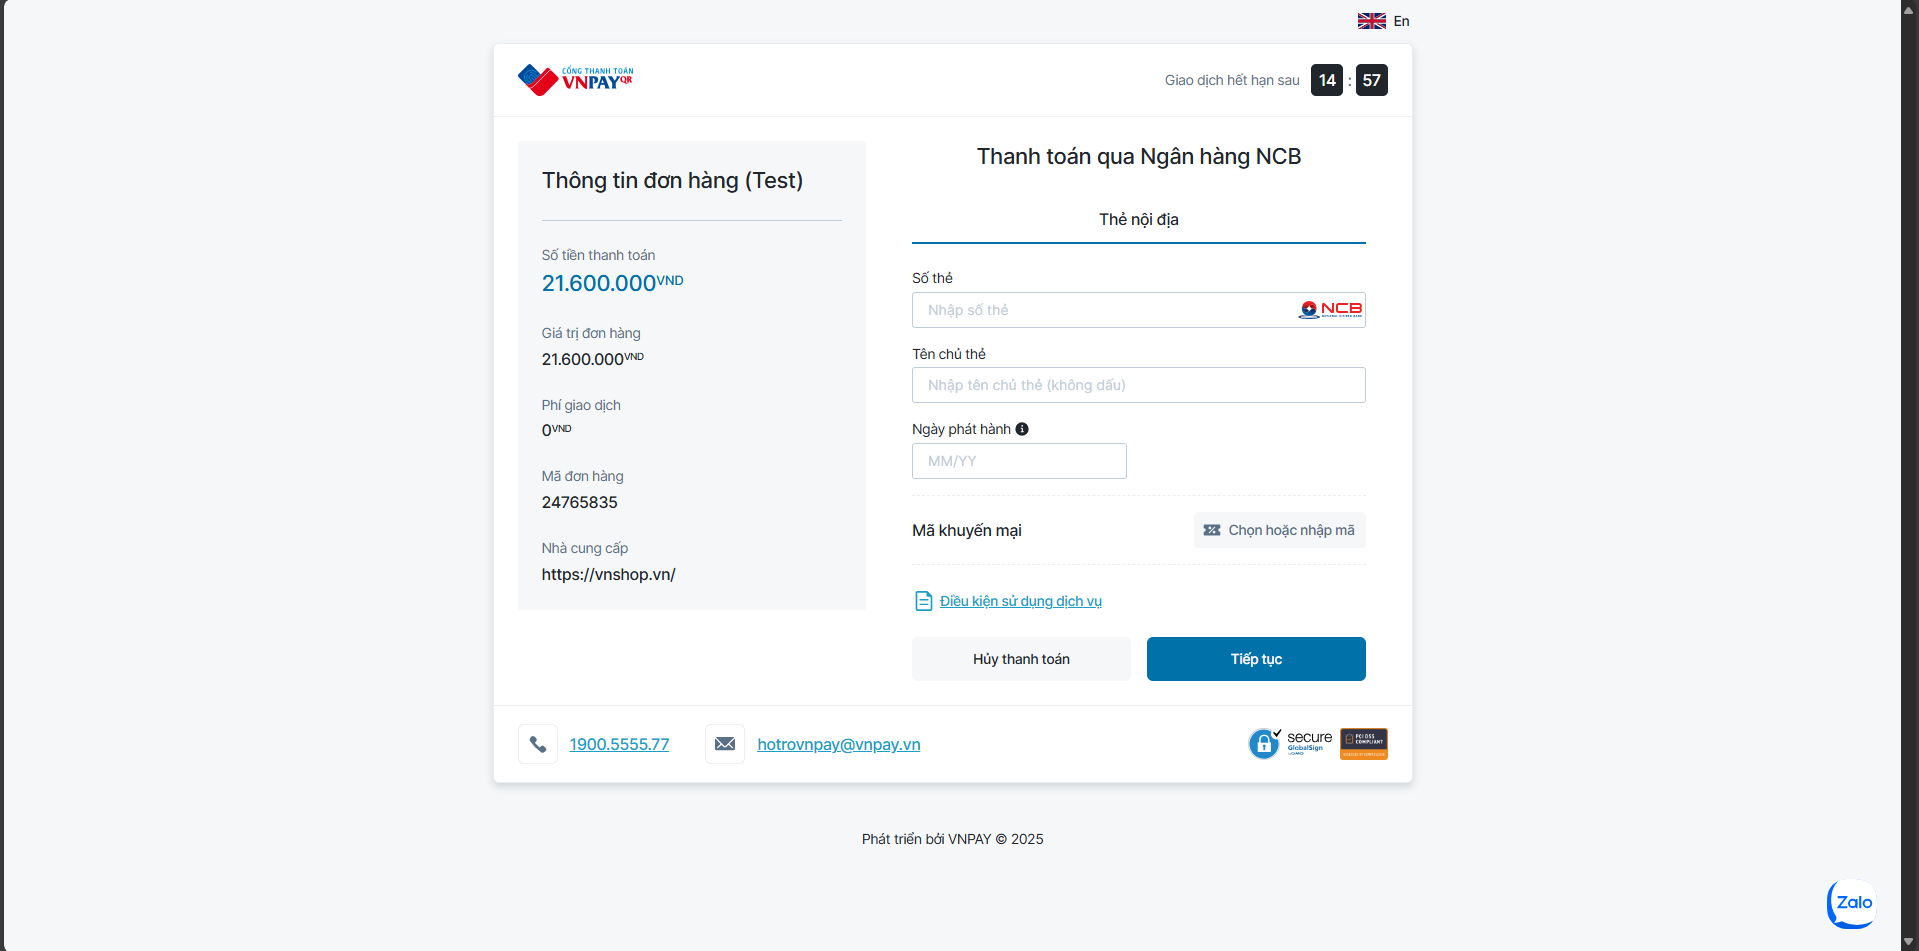 En
CỔNG THANH TOÁN
VNPAYQR
Giao dịch hết hạn sau 14 : 57
Thông tin đơn hàng (Test)
Số tiền thanh toán
21.600.000VND
Giá trị đơn hàng
21.600.000VND
Phí giao dịch
0VND
Mã đơn hàng
24765835
Nhà cung cấp
https://vnshop.vn/
Thanh toán qua Ngân hàng NCB
Thẻ nội địa
Số thẻ
Nhập số thẻ
NCB
Tên chủ thẻ
Nhập tên chủ thẻ (không dấu)
Ngày phát hành
MM/YY
Mã khuyến mại
Chọn hoặc nhập mã
Điều kiện sử dụng dịch vụ
Hủy thanh toán
Tiếp tục
1900.5555.77
hotrovnpay@vnpay.vn
secure
GlobalSign
PCI DSS
COMPLIANT
Phát triển bởi VNPAY © 2025
Zalo